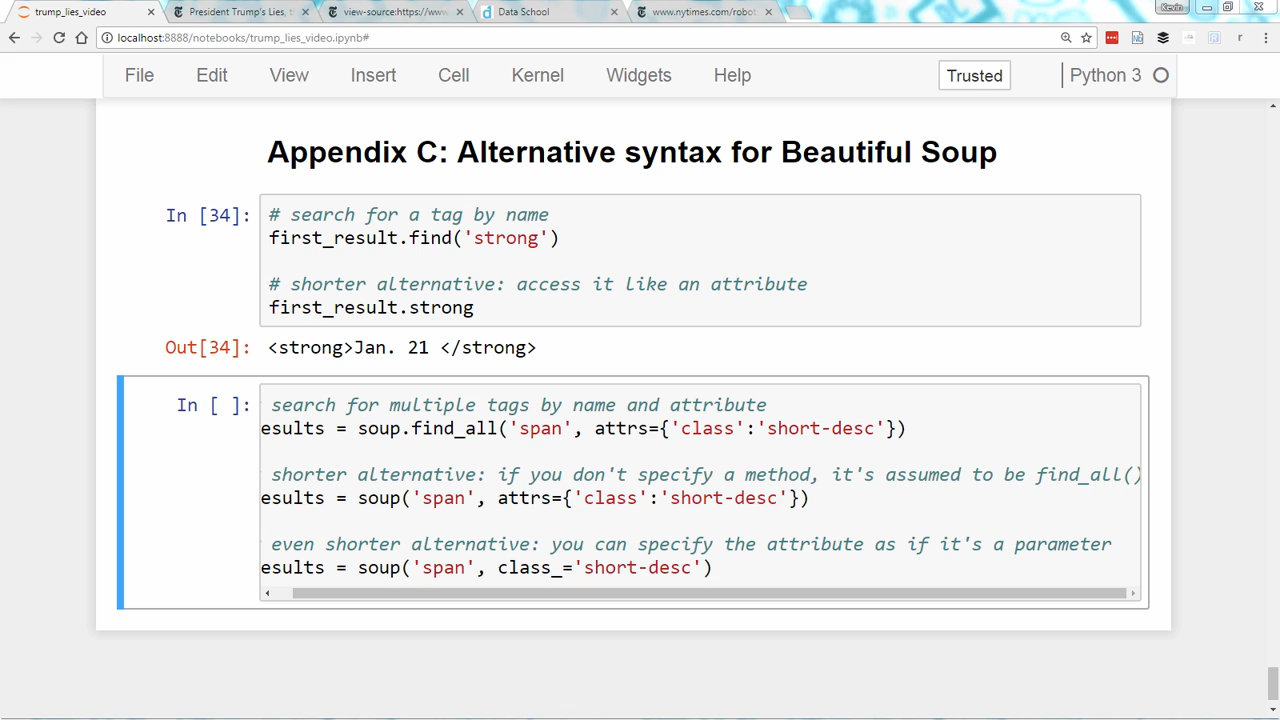 trump_lies_video
President Trump's Lies, t
view-source:https://ww
Data School
www.nytimes.com/robo
Kevin
localhost:8888/notebooks/trump_lies_video.ipynb#
File Edit View Insert Cell Kernel Widgets Help Trusted Python 3
Appendix C: Alternative syntax for Beautiful Soup
In [34]:
# search for a tag by name
first_result.find('strong')
# shorter alternative: access it like an attribute
first_result.strong
Out[34]: <strong>Jan. 21 </strong>
In [ ]:
search for multiple tags by name and attribute
esults = soup.find_all('span', attrs={'class':'short-desc'})
shorter alternative: if you don't specify a method, it's assumed to be find_all()
esults = soup('span', attrs={'class':'short-desc'})
even shorter alternative: you can specify the attribute as if it's a parameter
esults = soup('span', class_='short-desc')